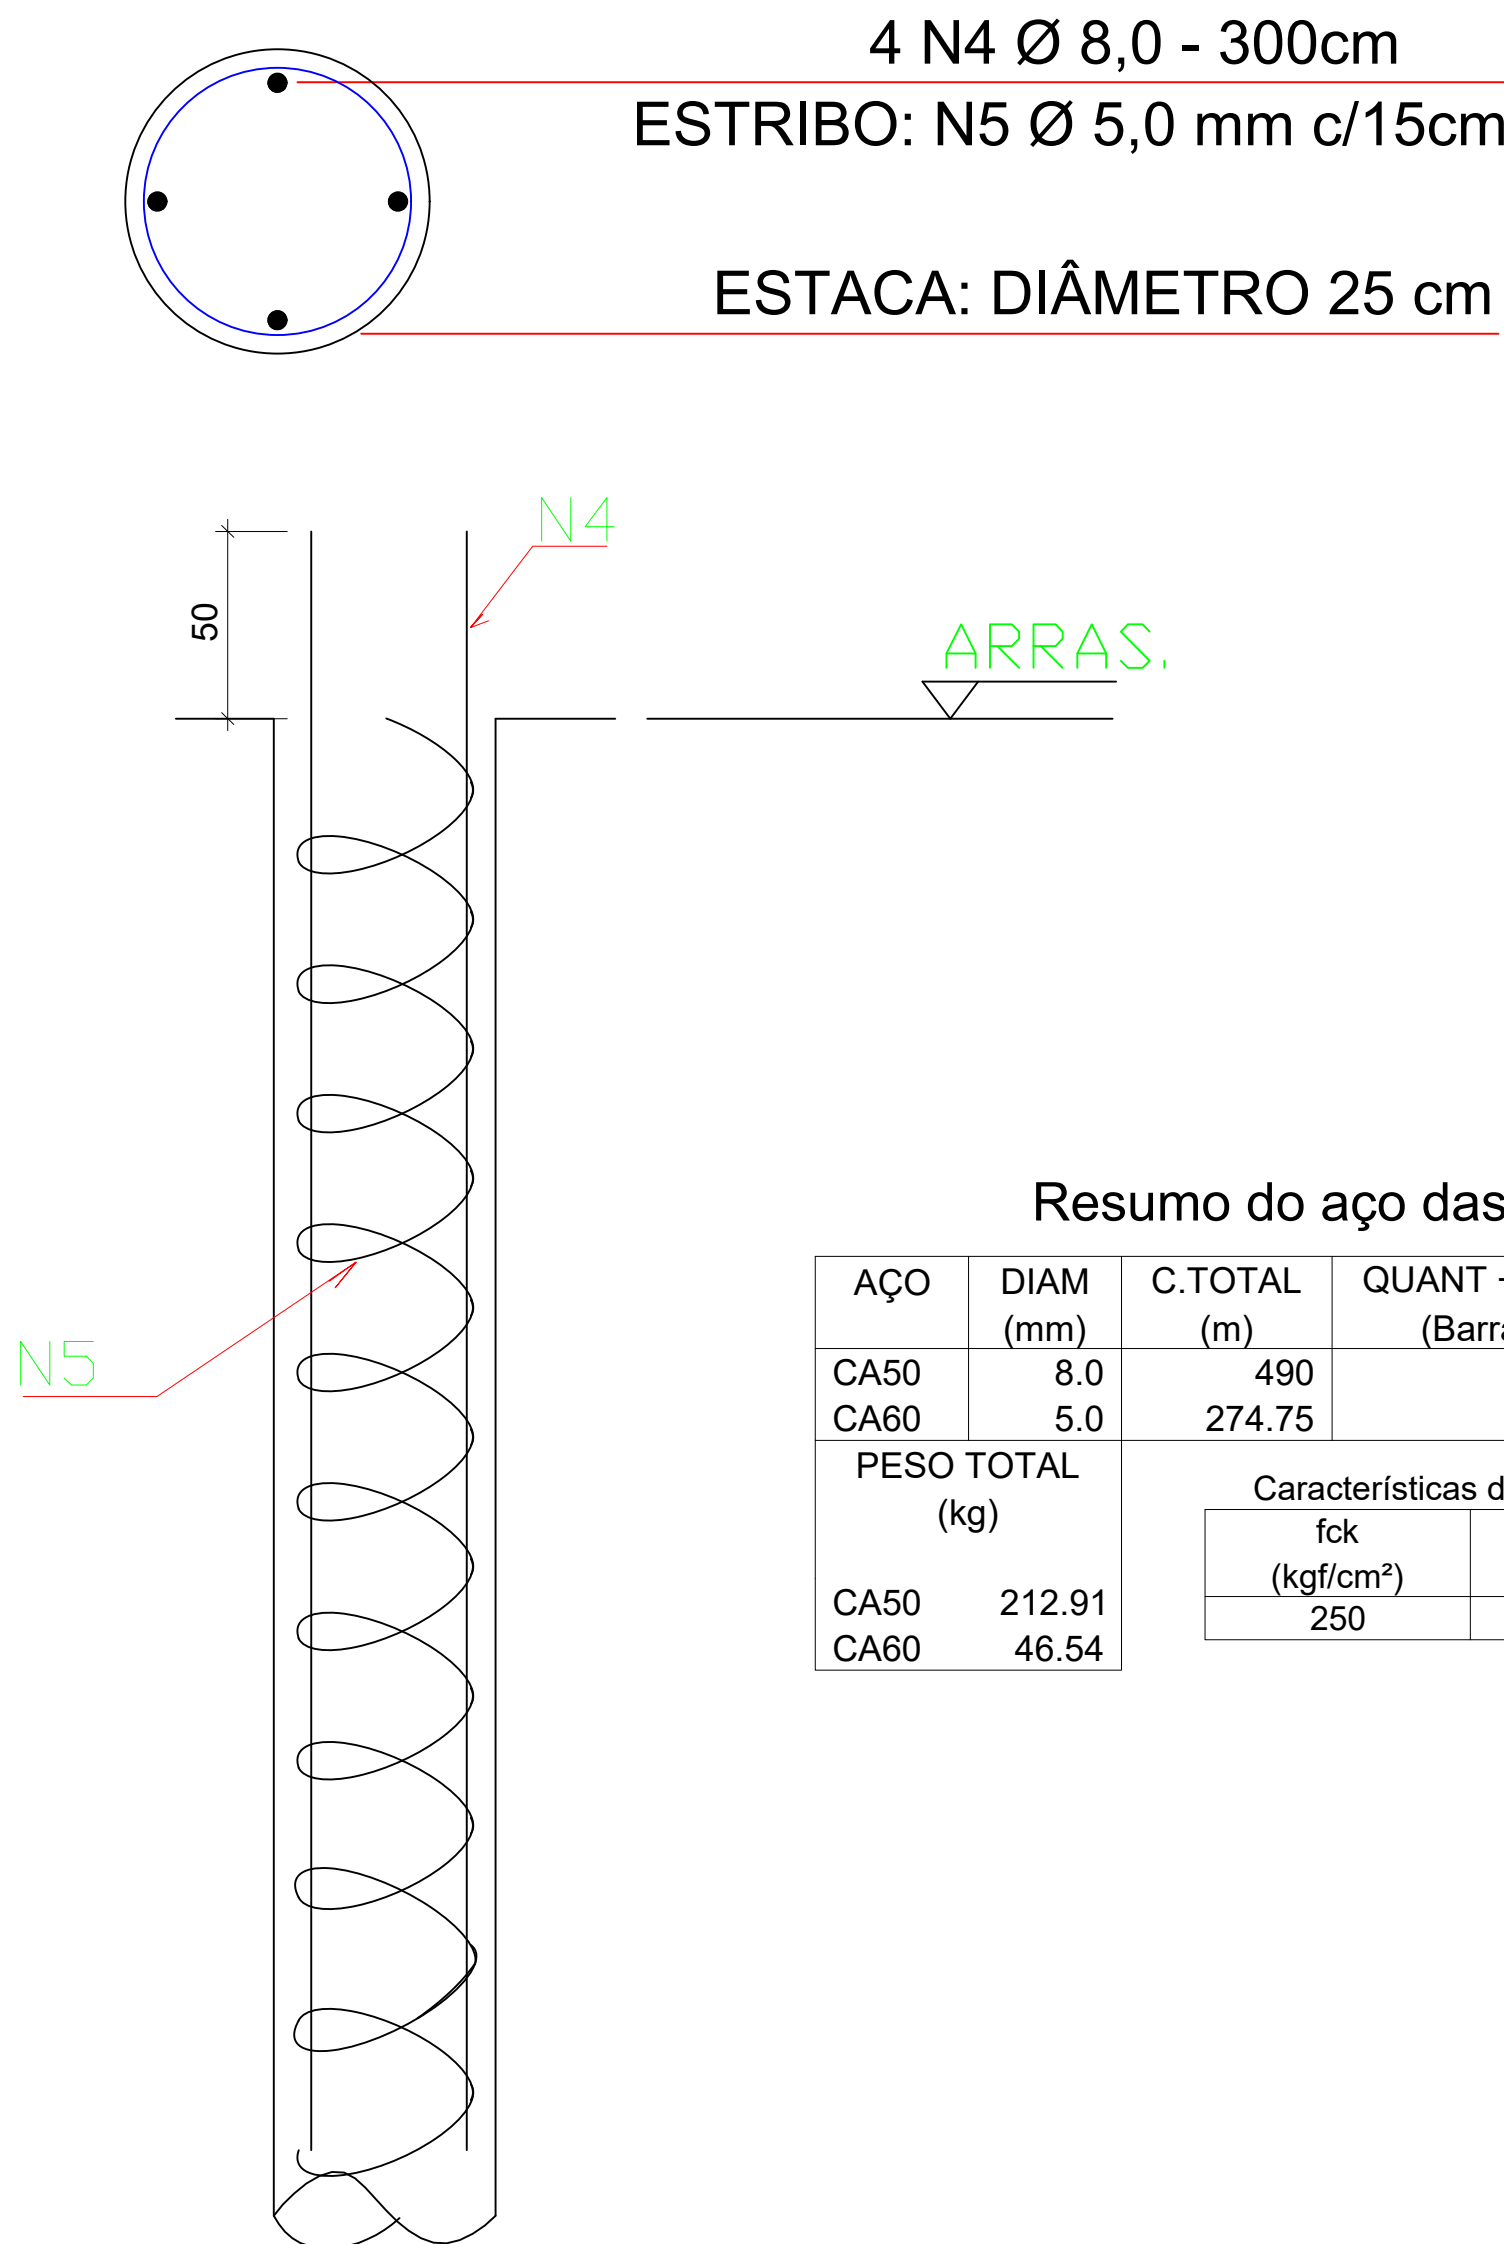 4 N4 Ø 8,0 - 300cm
ESTRIBO: N5 Ø 5,0 mm c/15cm
ESTACA: DIÂMETRO 25 cm
N4
50
ARRAS.
N5
Resumo do aço das
AÇO DIAM C.TOTAL QUANT
(mm) (m)
CA50 8.0 490
CA60 5.0 274.75
PESO TOTAL
(kg)
CA50 212.91
CA60 46.54
Características
fck
(kgf/cm²)
250